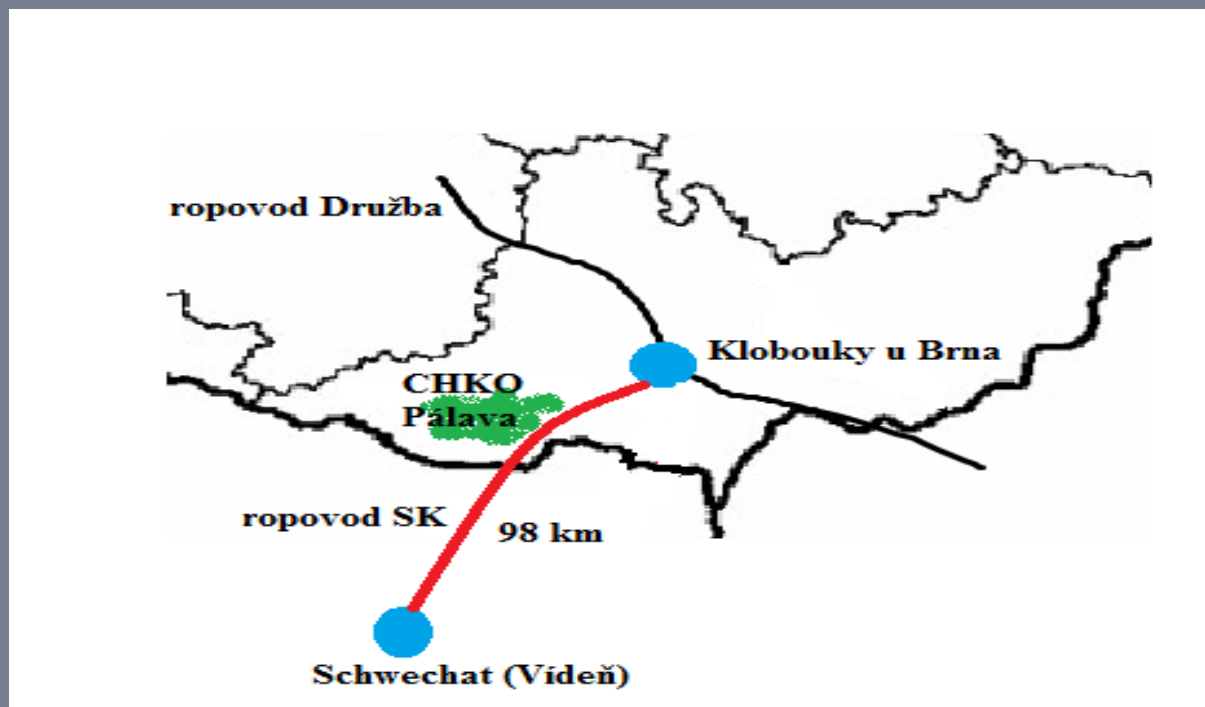 ropovod Družba
Klobouky u Brna
CHKO
Pálava
ropovod SK
98 km
Schwechat (Vídeň)